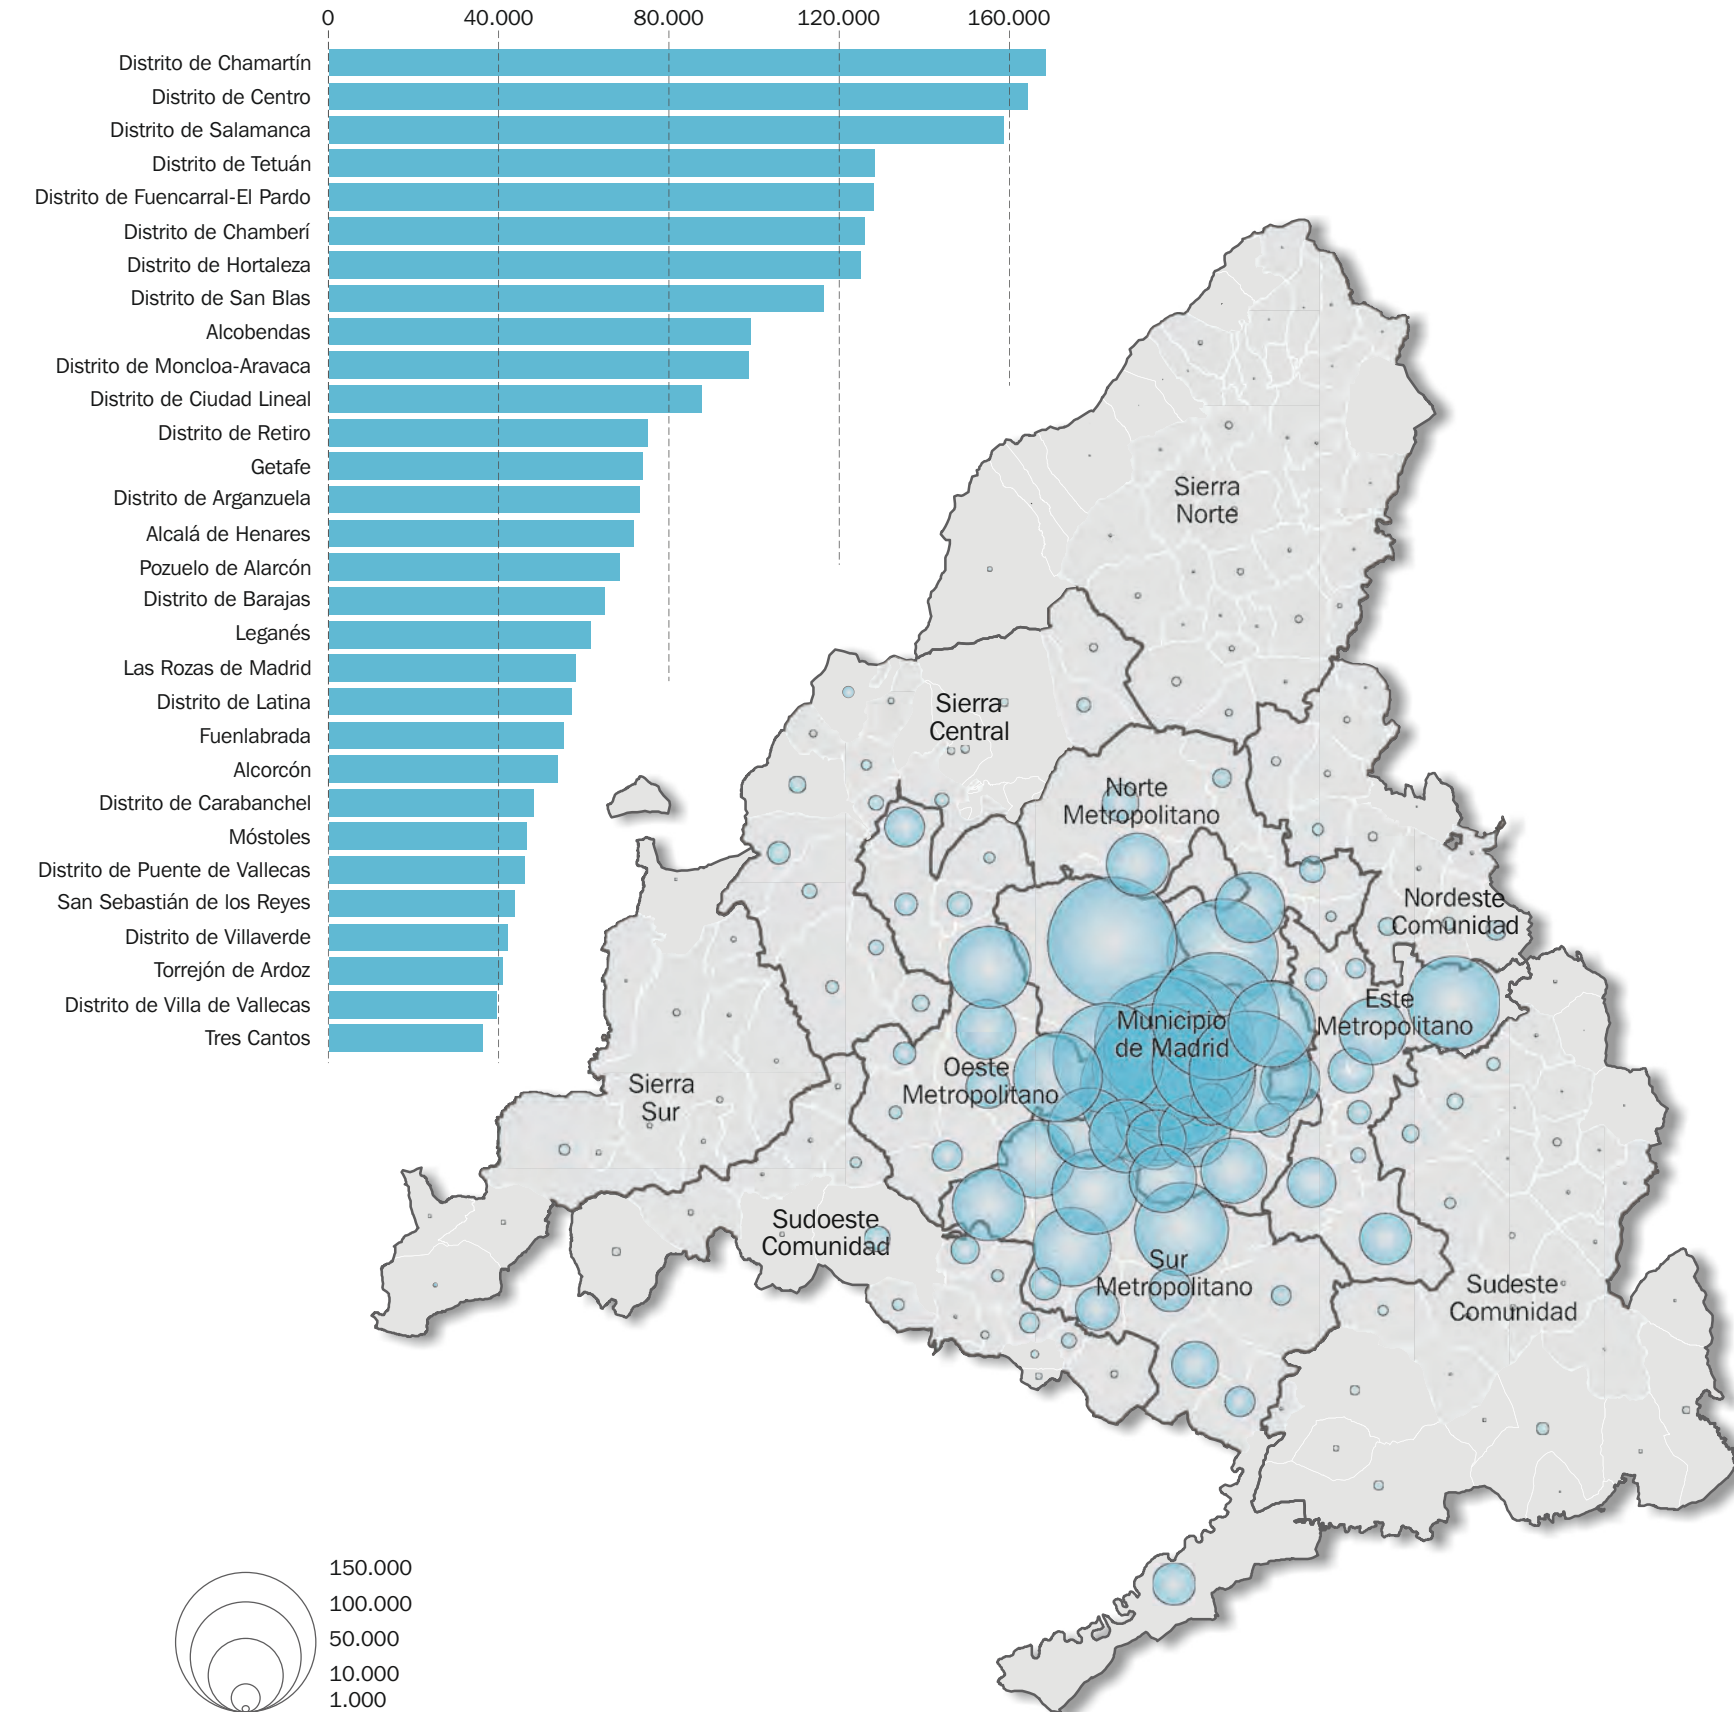 0 40.000 80.000 120.000 160.000
Distrito de Chamartín
Distrito de Centro
Distrito de Salamanca
Distrito de Tetuán
Distrito de Fuencarral-El Pardo
Distrito de Chamberí
Distrito de Hortaleza
Distrito de San Blas
Alcobendas
Distrito de Moncloa-Aravaca
Distrito de Ciudad Lineal
Distrito de Retiro
Getafe
Distrito de Arganzuela
Alcalá de Henares
Pozuelo de Alarcón
Distrito de Barajas
Leganés
Las Rozas de Madrid
Distrito de Latina
Fuenlabrada
Alcorcón
Distrito de Carabanchel
Móstoles
Distrito de Puente de Vallecas
San Sebastián de los Reyes
Distrito de Villaverde
Torrejón de Ardoz
Distrito de Villa de Vallecas
Tres Cantos
Sierra
Norte
Sierra
Central
Norte
Metropolitano
Nordeste
Comunidad
Este
Metropolitano
Municipio
de Madrid
Oeste
Metropolitano
Sierra
Sur
Sudoeste
Comunidad
Sur
Metropolitano
Sudeste
Comunidad
150.000
100.000
50.000
10.000
1.000